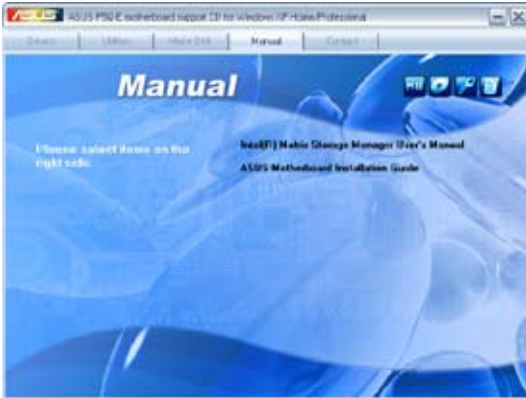 ASUS P5Q-E motherboard support CD for Windows XP Home/Professional
Drivers Utilities Make Disk Manual Contact
Manual
Please select items on the
right side.
Intel(R) Matrix Storage Manager User's Manual
ASUS Motherboard Installation Guide